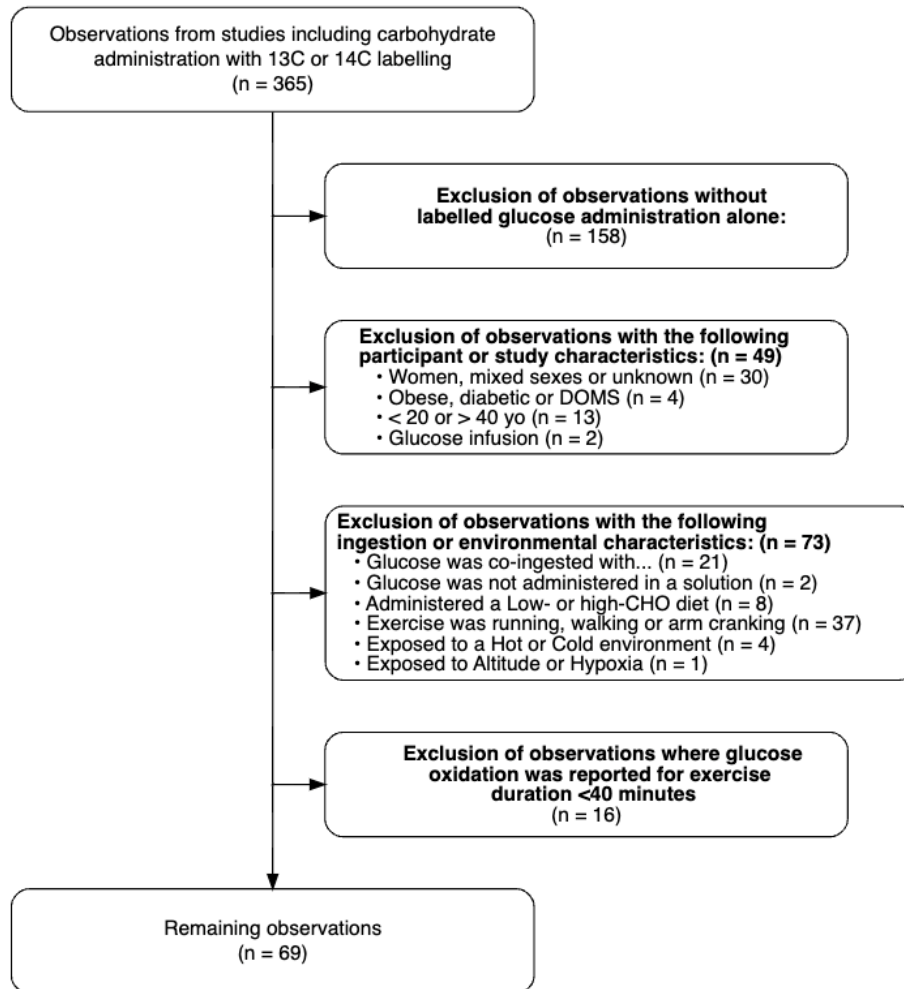 Observations from studies including carbohydrate
administration with 13C or 14C labelling
(n = 365)
Exclusion of observations without
labelled glucose administration alone:
(n = 158)
Exclusion of observations with the following
participant or study characteristics: (n = 49)
• Women, mixed sexes or unknown (n = 30)
• Obese, diabetic or DOMS (n = 4)
• < 20 or > 40 yo (n = 13)
• Glucose infusion (n = 2)
Exclusion of observations with the following
ingestion or environmental characteristics: (n = 73)
• Glucose was co-ingested with... (n = 21)
• Glucose was not administered in a solution (n = 2)
• Administered a Low- or high-CHO diet (n = 8)
• Exercise was running, walking or arm cranking (n = 37)
• Exposed to a Hot or Cold environment (n = 4)
• Exposed to Altitude or Hypoxia (n = 1)
Exclusion of observations where glucose
oxidation was reported for exercise
duration <40 minutes
(n = 16)
Remaining observations
(n = 69)